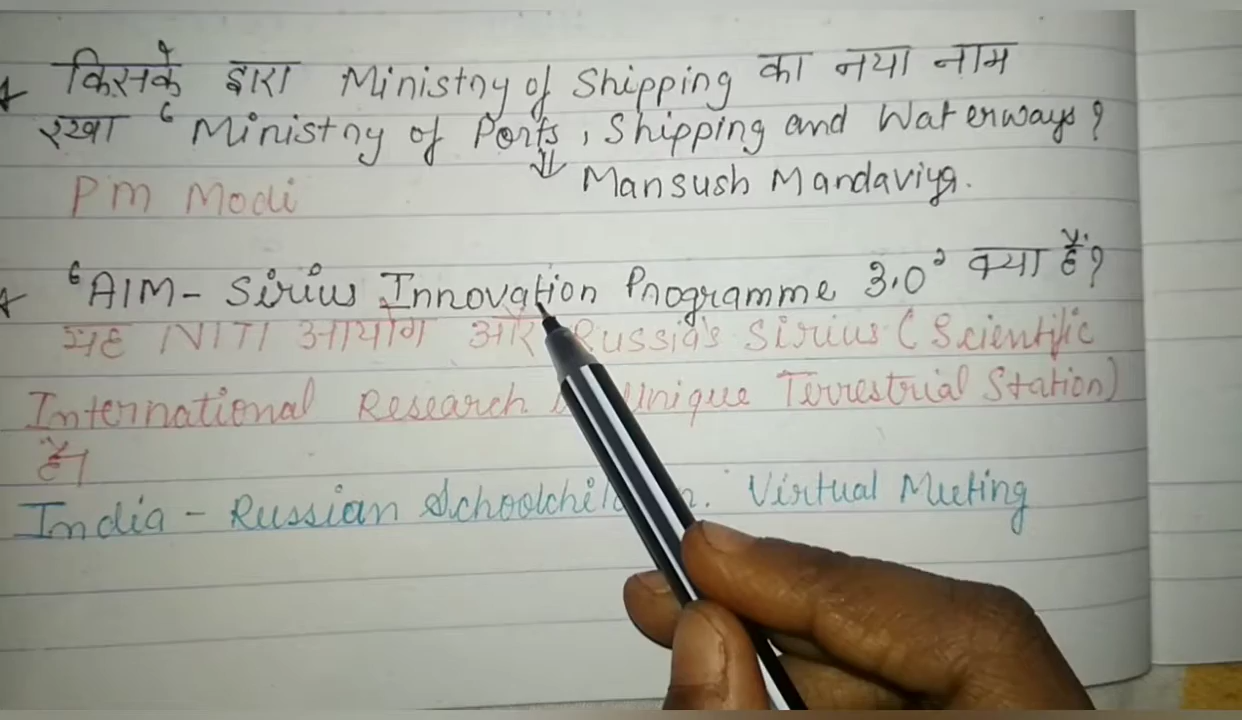 किसके द्वारा Ministry of Shipping का नया नाम
रखा ‘Ministry of Ports, Shipping and Waterways?
PM Modi ⇓ Mansush Mandaviya.
‘AIM- Sirius Innovation Programme 3.0’ क्या है?
यह NITI आयोग और Russia's Sirius (Scientific
International Research Unique Terrestrial Station)
है।
India - Russian Virtual Meeting